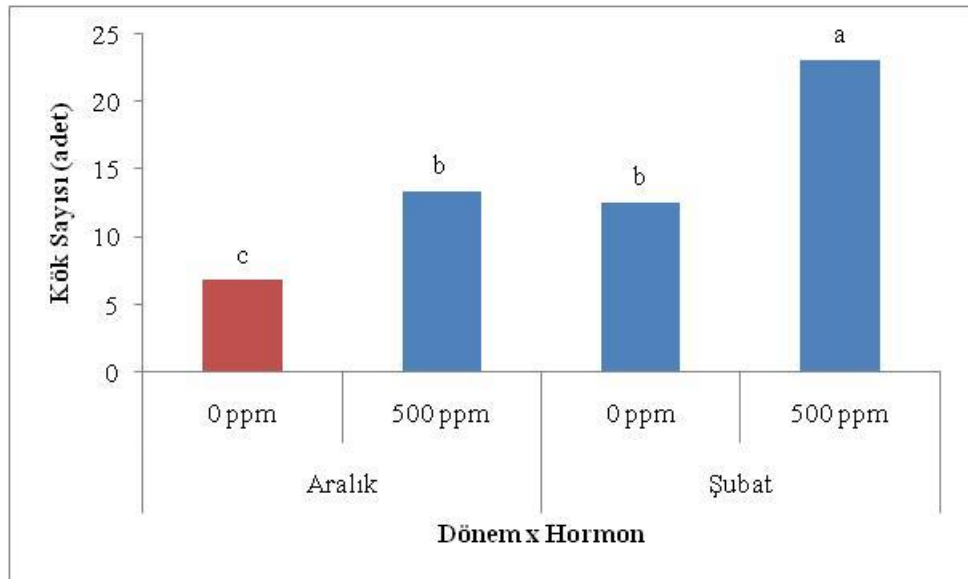 Kök Sayısı (adet)
25
20
15
10
5
0
c
b
b
a
0 ppm
500 ppm
0 ppm
500 ppm
Aralık
Şubat
Dönem x Hormon